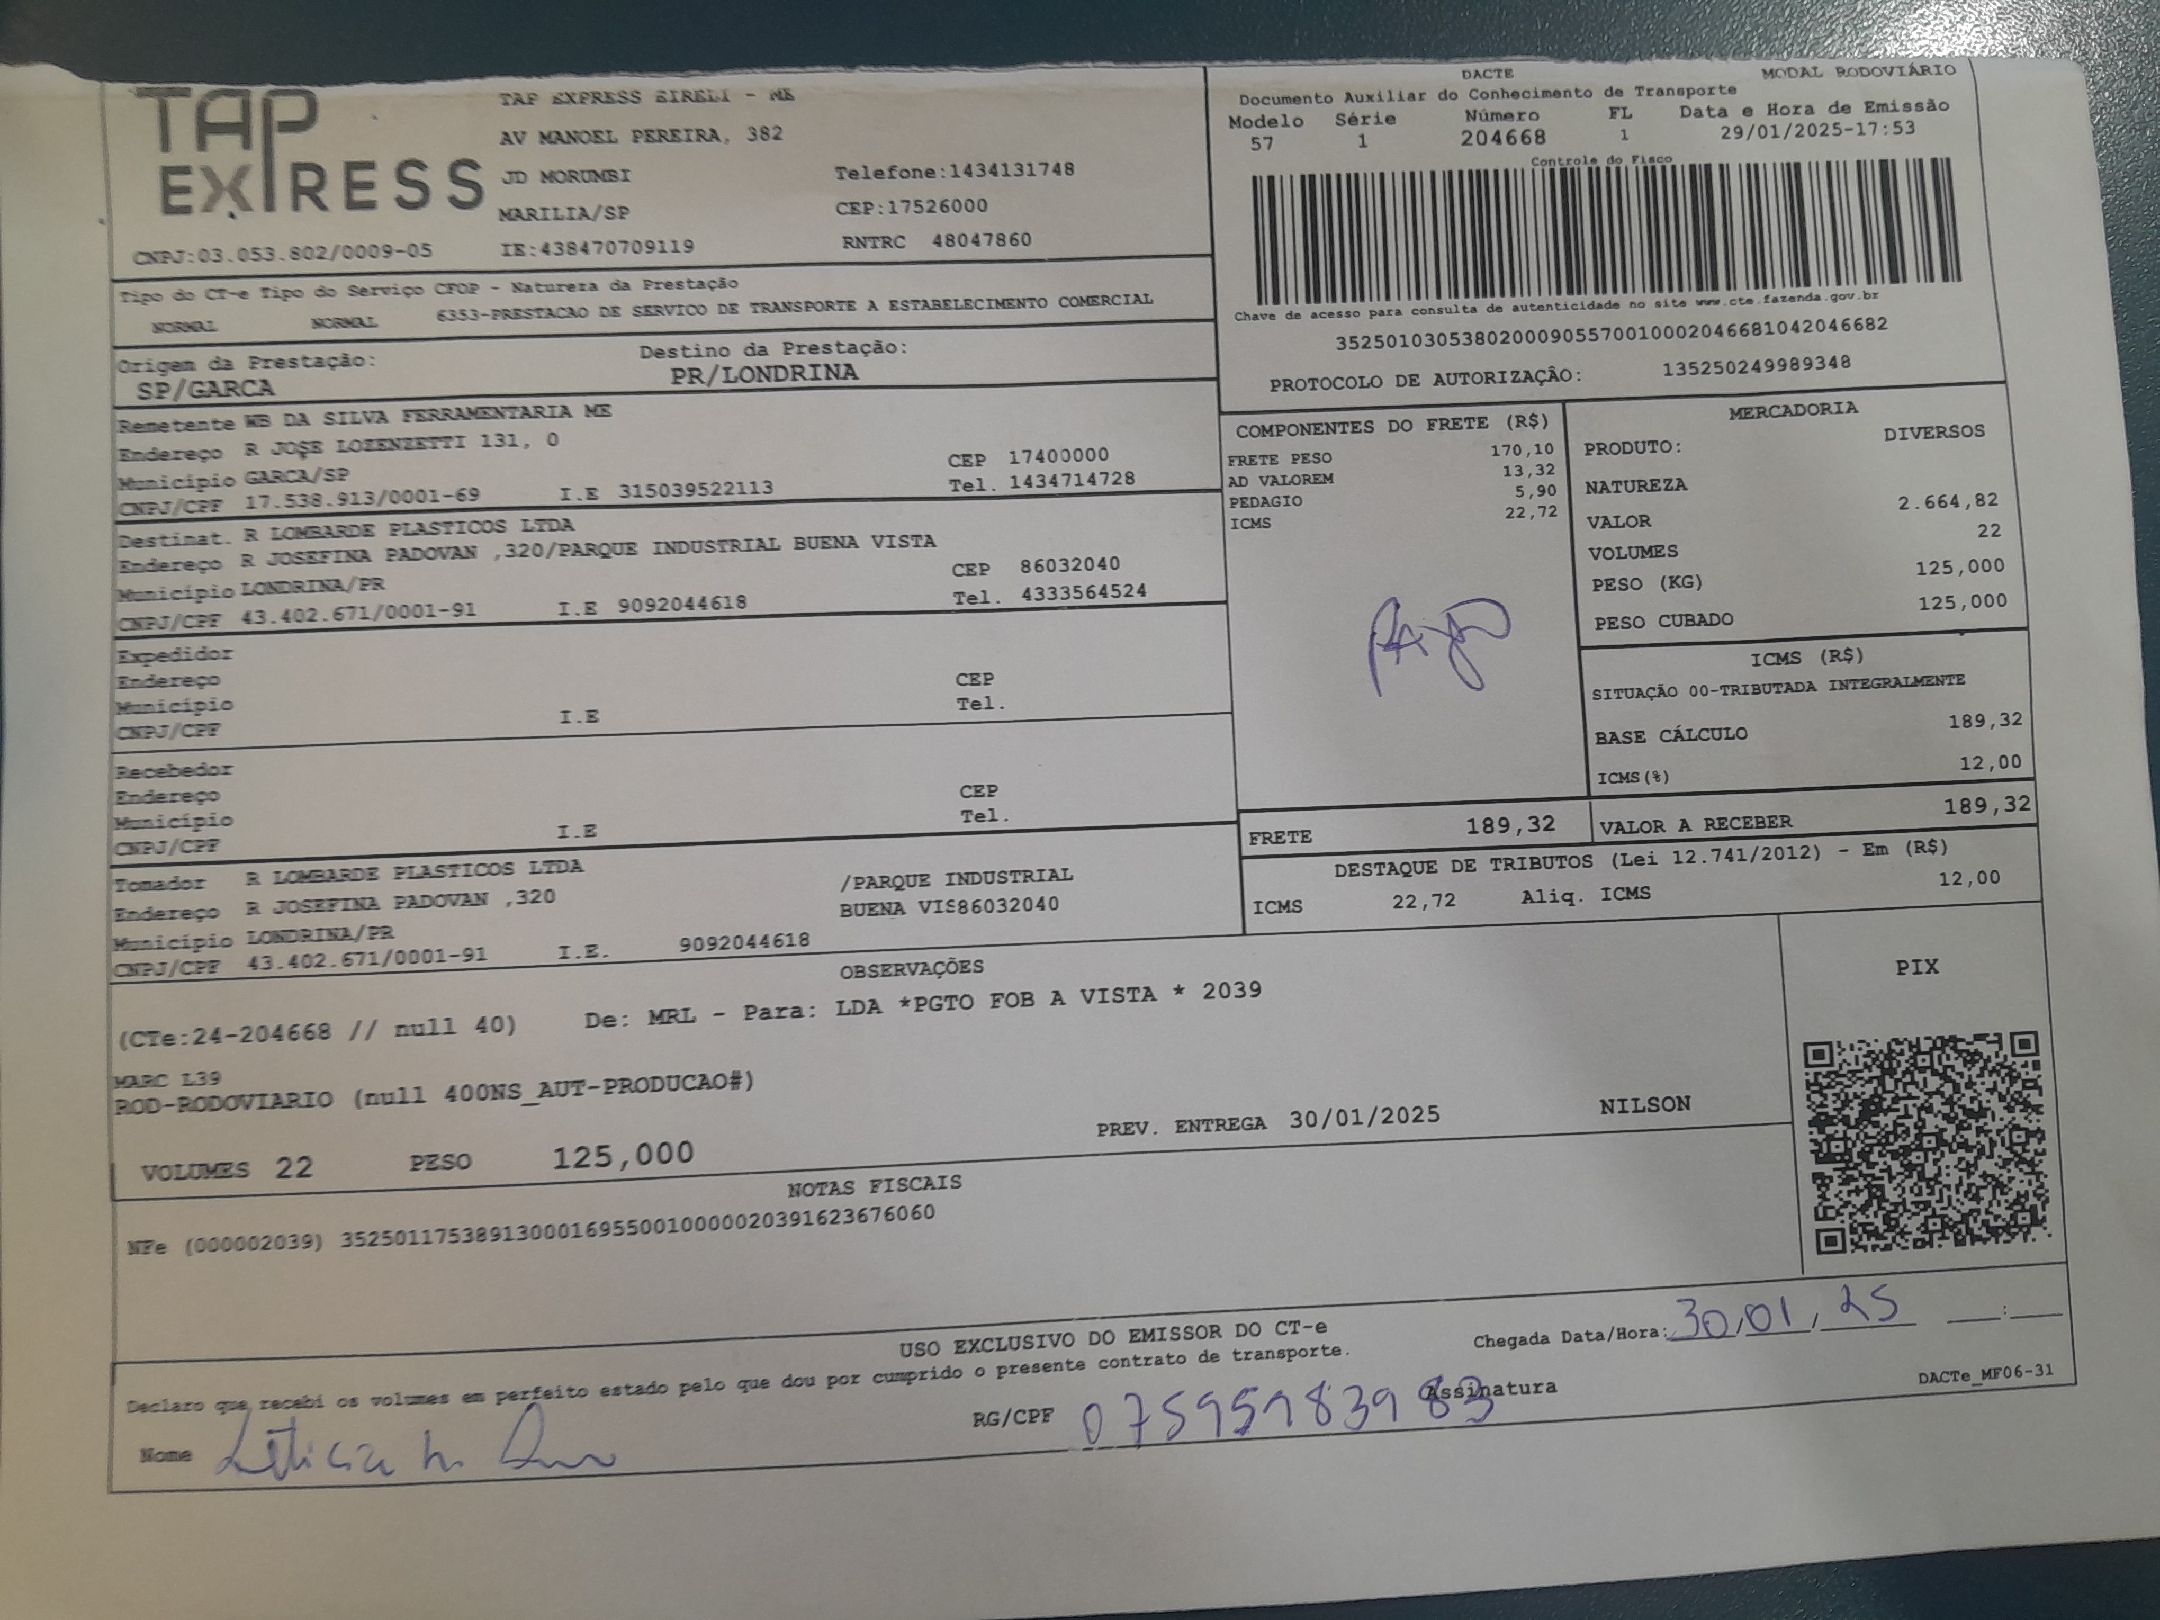 TAP EXPRESS
TAP EXPRESS EIRELI - ME
AV MANOEL PEREIRA, 382
JD MORUMBI Telefone:1434131748
MARILIA/SP CEP:17526000
CNPJ:03.053.802/0009-05 IE:438470709119 RNTRC 48047860
DACTE MODAL RODOVIÁRIO
Documento Auxiliar do Conhecimento de Transporte
Modelo Série Número FL Data e Hora de Emissão
57 1 204668 1 29/01/2025-17:53
Controle do Fisco
Chave de acesso para consulta de autenticidade no site www.cte.fazenda.gov.br
35250103053802000905570010002046681042046682
PROTOCOLO DE AUTORIZAÇÂO: 135250249989348
Tipo do CT-e Tipo do Serviço CFOP - Natureza da Prestação
NORMAL NORMAL 6353-PRESTACAO DE SERVICO DE TRANSPORTE A ESTABELECIMENTO COMERCIAL
Origem da Prestação: Destino da Prestação:
SP/GARCA PR/LONDRINA
Remetente WB DA SILVA FERRAMENTARIA ME
Endereço R JOSE LOZENZETTI 131, 0
Município GARCA/SP CEP 17400000
CNPJ/CPF 17.538.913/0001-69 I.E 315039522113 Tel. 1434714728
Destinat. R LOMBARDE PLASTICOS LTDA
Endereço R JOSEFINA PADOVAN ,320/PARQUE INDUSTRIAL BUENA VISTA
Município LONDRINA/PR CEP 86032040
CNPJ/CPF 43.402.671/0001-91 I.E 9092044618 Tel. 4333564524
Expedidor
Endereço CEP
Município Tel.
CNPJ/CPF I.E
Recebedor
Endereço CEP
Município Tel.
CNPJ/CPF I.E
Tomador R LOMBARDE PLASTICOS LTDA /PARQUE INDUSTRIAL
Endereço R JOSEFINA PADOVAN ,320 BUENA VIS86032040
Município LONDRINA/PR
CNPJ/CPF 43.402.671/0001-91 I.E. 9092044618
COMPONENTES DO FRETE (R$)
FRETE PESO 170,10
AD VALOREM 13,32
PEDAGIO 5,90
ICMS 22,72
Pago
MERCADORIA
PRODUTO: DIVERSOS
NATUREZA
VALOR 2.664,82
VOLUMES 22
PESO (KG) 125,000
PESO CUBADO 125,000
ICMS (R$)
SITUAÇÃO 00-TRIBUTADA INTEGRALMENTE
BASE CÁLCULO 189,32
ICMS(%) 12,00
FRETE 189,32 VALOR A RECEBER 189,32
DESTAQUE DE TRIBUTOS (Lei 12.741/2012) - Em (R$)
ICMS 22,72 Aliq. ICMS 12,00
OBSERVAÇÕES
(CTe:24-204668 // null 40) De: MRL - Para: LDA *PGTO FOB A VISTA * 2039
MARC L39
ROD-RODOVIARIO (null 400NS_AUT-PRODUCAO#)
VOLUMES 22 PESO 125,000 PREV. ENTREGA 30/01/2025 NILSON
PIX
NOTAS FISCAIS
NFe (000002039) 35250117538913000169550010000020391623676060
USO EXCLUSIVO DO EMISSOR DO CT-e
Declaro que recebi os volumes em perfeito estado pelo que dou por cumprido o presente contrato de transporte.
Chegada Data/Hora: 30/01/25 __:__
Nome Leticia RG/CPF 07595983983 Assinatura
DACTe_MF06-31